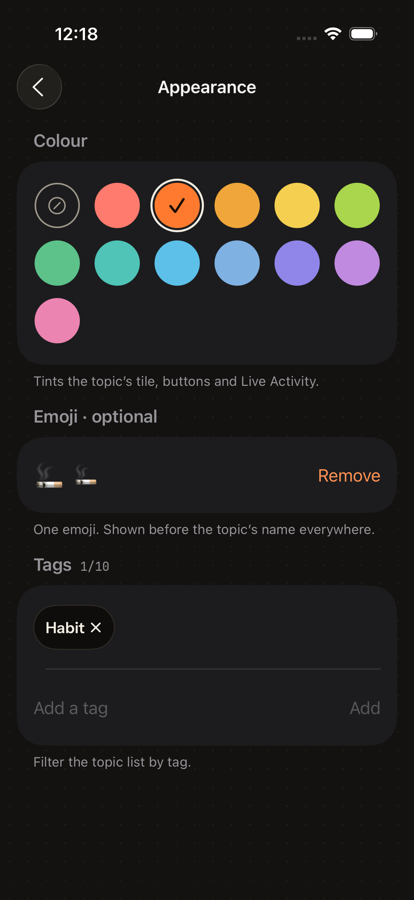 12:18
Appearance
Colour
Tints the topic’s tile, buttons and Live Activity.
Emoji · optional
🚬 🚬 Remove
One emoji. Shown before the topic’s name everywhere.
Tags 1/10
Habit ×
Add a tag Add
Filter the topic list by tag.